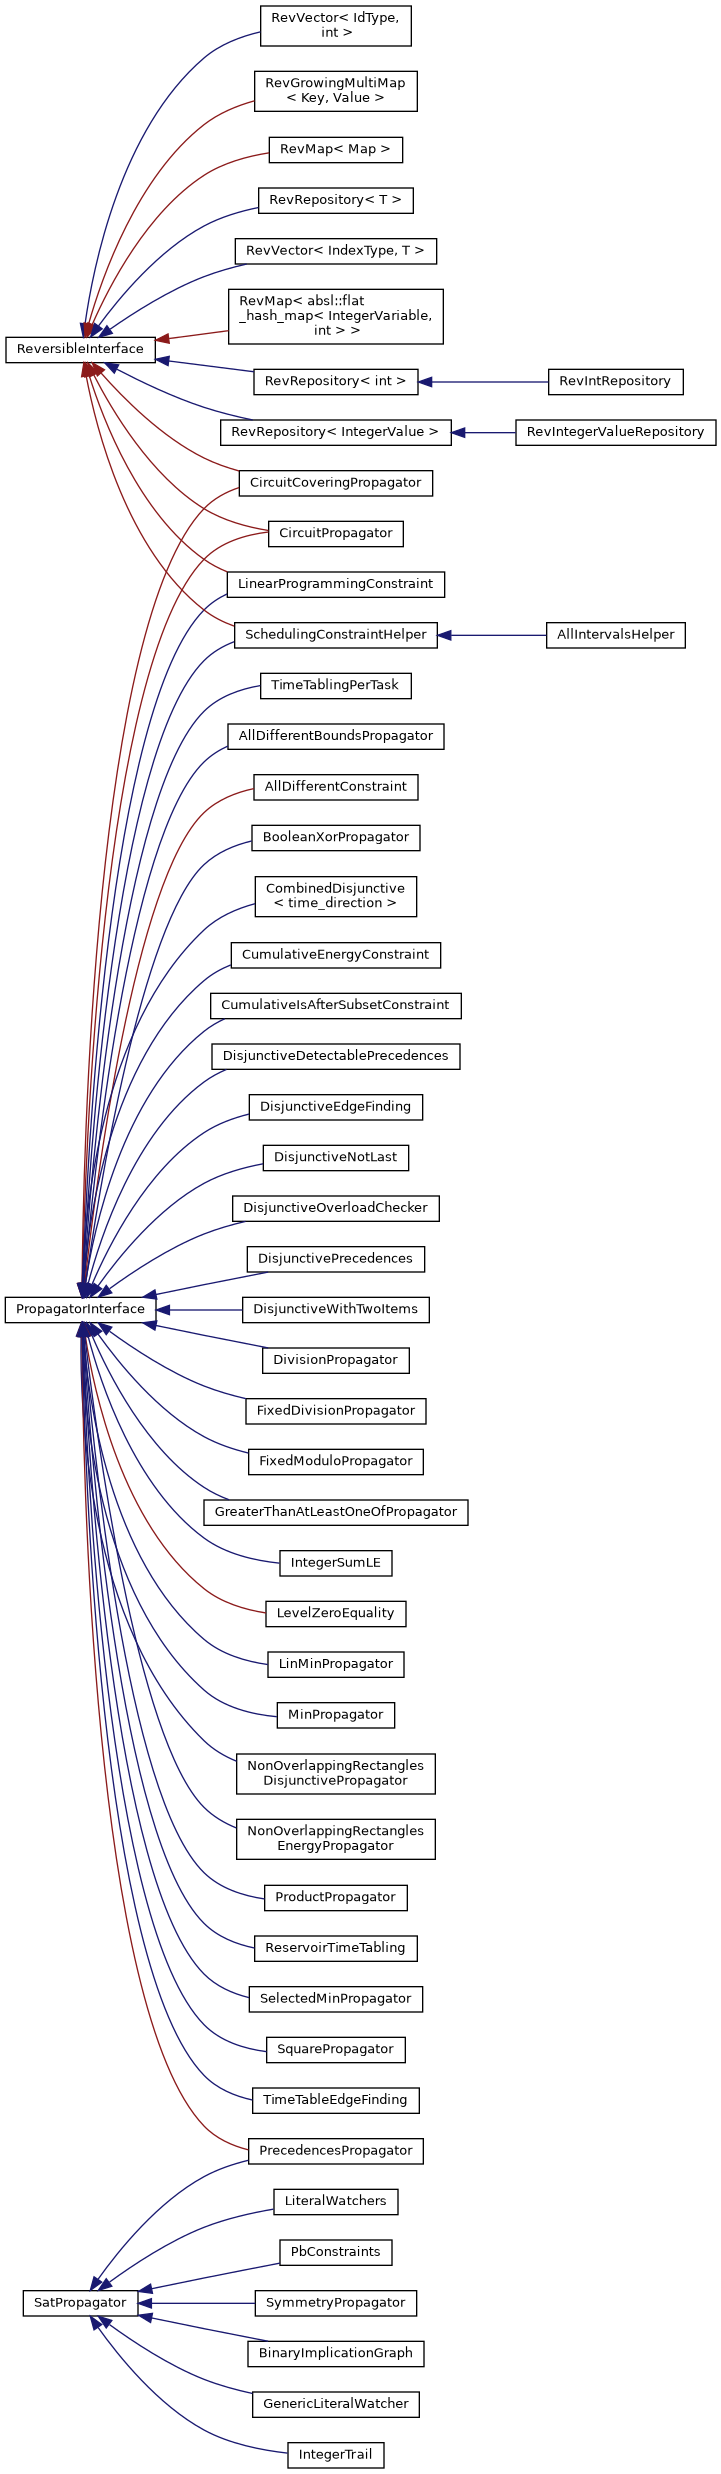 RevVector< IdType,
int >
RevGrowingMultiMap
< Key, Value >
RevMap< Map >
RevRepository< T >
RevVector< IndexType, T >
RevMap< absl::flat
_hash_map< IntegerVariable,
int > >
ReversibleInterface
RevRepository< int >
RevIntRepository
RevRepository< IntegerValue >
RevIntegerValueRepository
CircuitCoveringPropagator
CircuitPropagator
LinearProgrammingConstraint
SchedulingConstraintHelper
AllIntervalsHelper
TimeTablingPerTask
AllDifferentBoundsPropagator
AllDifferentConstraint
BooleanXorPropagator
CombinedDisjunctive
< time_direction >
CumulativeEnergyConstraint
CumulativeIsAfterSubsetConstraint
DisjunctiveDetectablePrecedences
DisjunctiveEdgeFinding
DisjunctiveNotLast
DisjunctiveOverloadChecker
DisjunctivePrecedences
PropagatorInterface
DisjunctiveWithTwoItems
DivisionPropagator
FixedDivisionPropagator
FixedModuloPropagator
GreaterThanAtLeastOneOfPropagator
IntegerSumLE
LevelZeroEquality
LinMinPropagator
MinPropagator
NonOverlappingRectangles
DisjunctivePropagator
NonOverlappingRectangles
EnergyPropagator
ProductPropagator
ReservoirTimeTabling
SelectedMinPropagator
SquarePropagator
TimeTableEdgeFinding
PrecedencesPropagator
LiteralWatchers
PbConstraints
SatPropagator
SymmetryPropagator
BinaryImplicationGraph
GenericLiteralWatcher
IntegerTrail